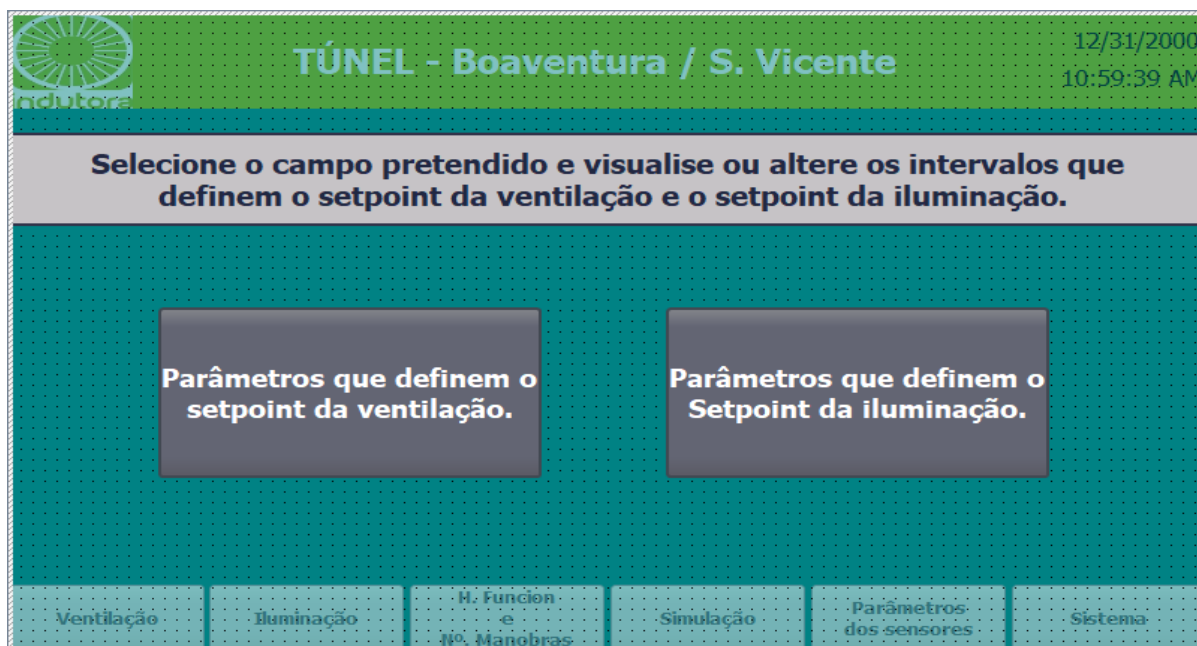 TÚNEL - Boaventura / S. Vicente
12/31/2000
10:59:39 AM
Indutora
Selecione o campo pretendido e visualise ou altere os intervalos que
definem o setpoint da ventilação e o setpoint da iluminação.
Parâmetros que definem o
setpoint da ventilação.
Parâmetros que definem o
Setpoint da iluminação.
Ventilação
Iluminação
H. Funcion
e
Nº. Manobras
Simulação
Parâmetros
dos sensores
Sistema